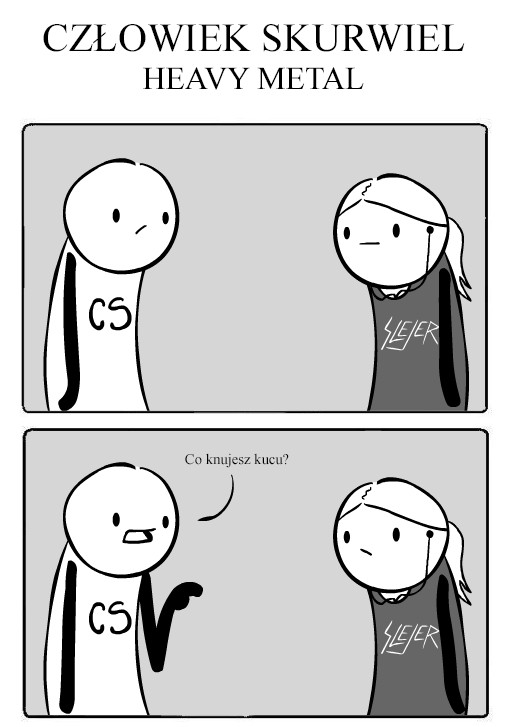 CZŁOWIEK SKURWIEL
HEAVY METAL
CS
SLEJER
Co knujesz kucu?
CS
SLEJER